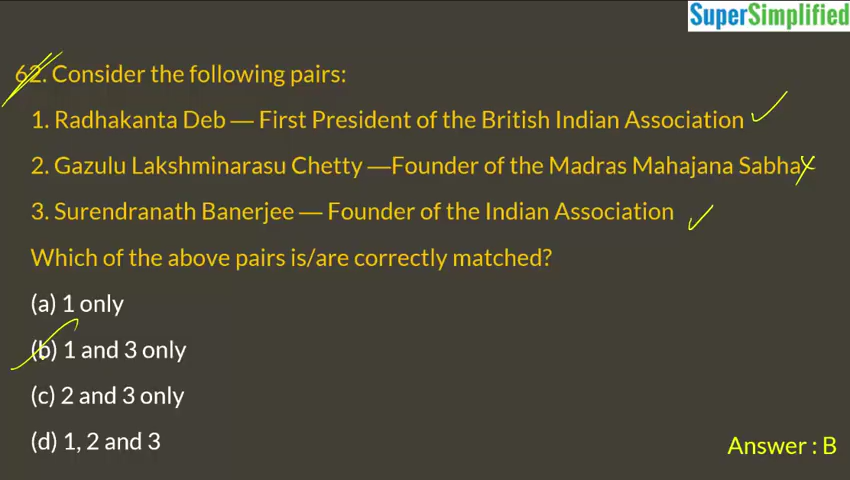 SuperSimplified
62. Consider the following pairs:
1. Radhakanta Deb — First President of the British Indian Association
2. Gazulu Lakshminarasu Chetty —Founder of the Madras Mahajana Sabha
3. Surendranath Banerjee — Founder of the Indian Association
Which of the above pairs is/are correctly matched?
(a) 1 only
(b) 1 and 3 only
(c) 2 and 3 only
(d) 1, 2 and 3
Answer : B